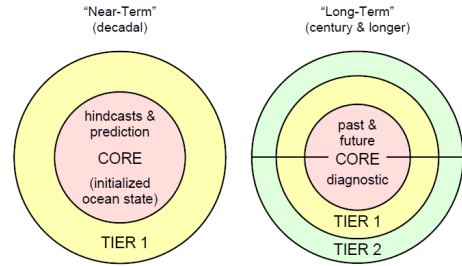 “Near-Term”
(decadal)
hindcasts &
prediction
CORE
(initialized
ocean state)
TIER 1
“Long-Term”
(century & longer)
past &
future
CORE
diagnostic
TIER 1
TIER 2